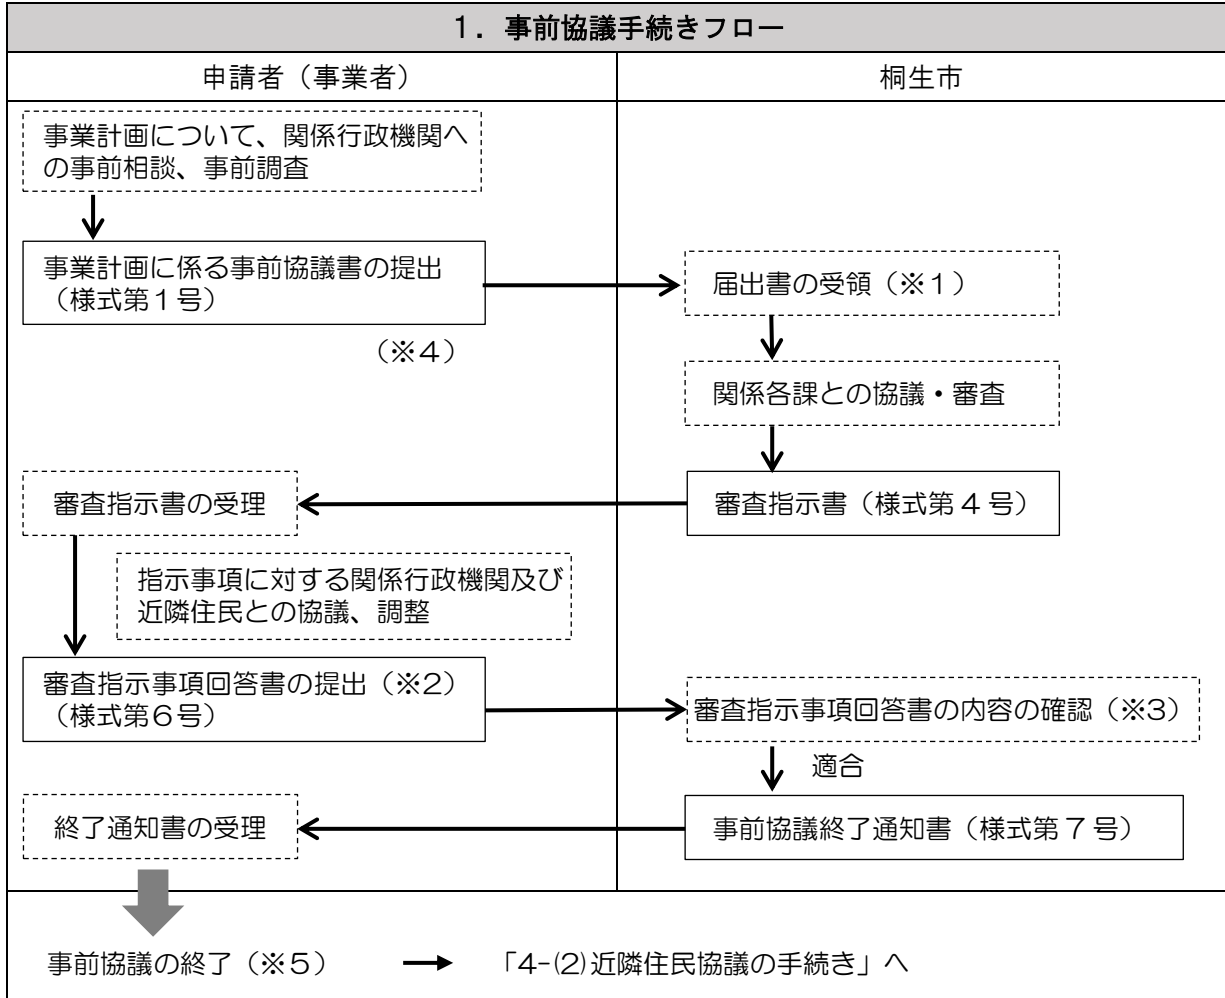 １．事前協議手続きフロー
申請者（事業者）
桐生市
事業計画について、関係行政機関へ
の事前相談、事前調査
事業計画に係る事前協議書の提出
（様式第１号）
届出書の受領（※１）
（※４）
関係各課との協議・審査
審査指示書の受理
審査指示書（様式第４号）
指示事項に対する関係行政機関及び
近隣住民との協議、調整
審査指示事項回答書の提出（※２）
（様式第６号）
審査指示事項回答書の内容の確認（※３）
適合
終了通知書の受理
事前協議終了通知書（様式第７号）
事前協議の終了（※５）
「4-(2)近隣住民協議の手続き」へ